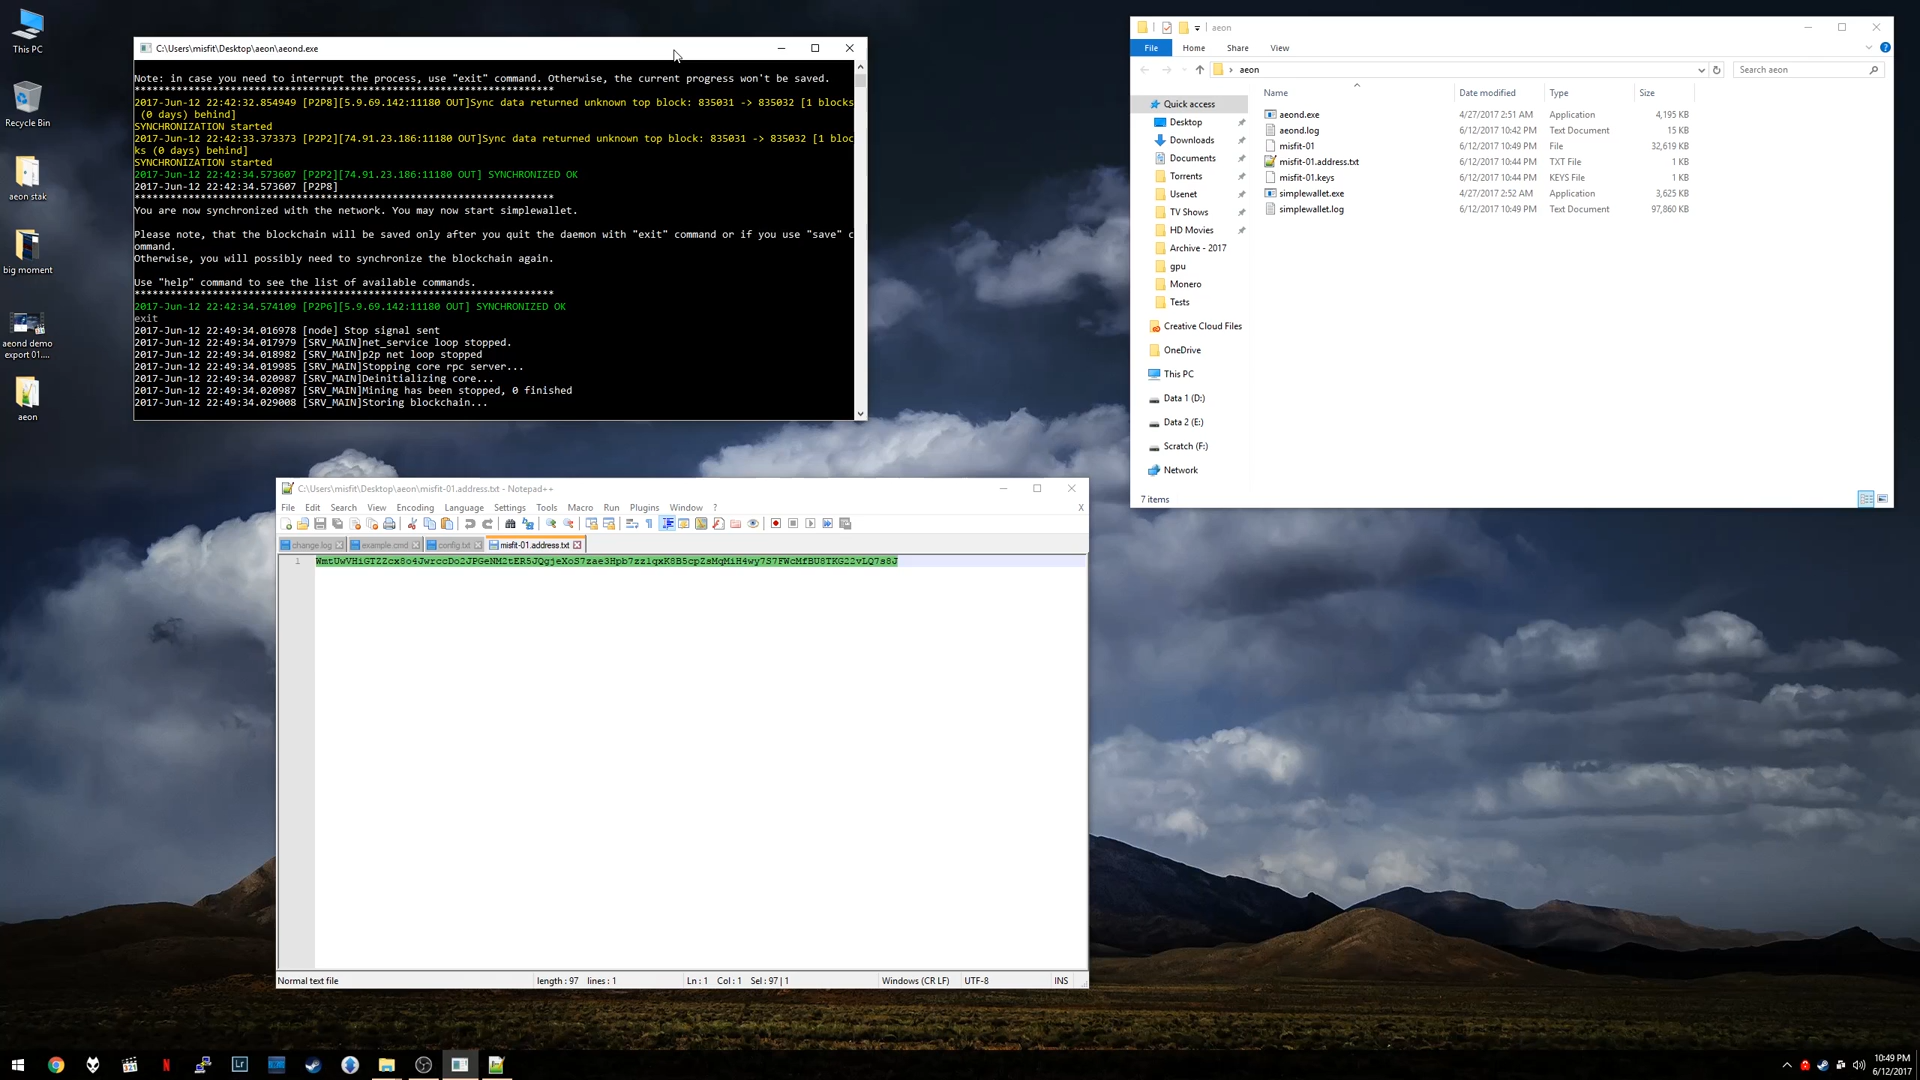 This PC
Recycle Bin
aeon stak
big moment
aeond demo
export 01....
aeon
C:\Users\misfit\Desktop\aeon\aeond.exe
Note: in case you need to interrupt the process, use "exit" command. Otherwise, the current progress won't be saved.
**********************************************************************
2017-Jun-12 22:42:32.854949 [P2P8][5.9.69.142:11180 OUT]Sync data returned unknown top block: 835031 -> 835032 [1 blocks
 (0 days) behind]
SYNCHRONIZATION started
2017-Jun-12 22:42:33.373373 [P2P2][74.91.23.186:11180 OUT]Sync data returned unknown top block: 835031 -> 835032 [1 bloc
ks (0 days) behind]
SYNCHRONIZATION started
2017-Jun-12 22:42:34.573607 [P2P2][74.91.23.186:11180 OUT] SYNCHRONIZED OK
2017-Jun-12 22:42:34.573607 [P2P8]
**********************************************************************
You are now synchronized with the network. You may now start simplewallet.
Please note, that the blockchain will be saved only after you quit the daemon with "exit" command or if you use "save" c
ommand.
Otherwise, you will possibly need to synchronize the blockchain again.
Use "help" command to see the list of available commands.
**********************************************************************
2017-Jun-12 22:42:34.574109 [P2P6][5.9.69.142:11180 OUT] SYNCHRONIZED OK
exit
2017-Jun-12 22:49:34.016978 [node] Stop signal sent
2017-Jun-12 22:49:34.017979 [SRV_MAIN]net_service loop stopped.
2017-Jun-12 22:49:34.018982 [SRV_MAIN]p2p net loop stopped
2017-Jun-12 22:49:34.019985 [SRV_MAIN]Stopping core rpc server...
2017-Jun-12 22:49:34.020987 [SRV_MAIN]Deinitializing core...
2017-Jun-12 22:49:34.020987 [SRV_MAIN]Mining has been stopped, 0 finished
2017-Jun-12 22:49:34.029008 [SRV_MAIN]Storing blockchain...
aeon
File Home Share View
aeon
Search aeon
Name Date modified Type Size
Quick access
Desktop
Downloads
Documents
Torrents
Usenet
TV Shows
HD Movies
Archive - 2017
gpu
Monero
Tests
Creative Cloud Files
OneDrive
This PC
Data 1 (D:)
Data 2 (E:)
Scratch (F:)
Network
aeond.exe 4/27/2017 2:51 AM Application 4,195 KB
aeond.log 6/12/2017 10:42 PM Text Document 15 KB
misfit-01 6/12/2017 10:49 PM File 32,619 KB
misfit-01.address.txt 6/12/2017 10:44 PM TXT File 1 KB
misfit-01.keys 6/12/2017 10:44 PM KEYS File 1 KB
simplewallet.exe 4/27/2017 2:52 AM Application 3,625 KB
simplewallet.log 6/12/2017 10:49 PM Text Document 97,860 KB
7 items
C:\Users\misfit\Desktop\aeon\misfit-01.address.txt - Notepad++
File Edit Search View Encoding Language Settings Tools Macro Run Plugins Window ? X
change log example.cmd config.txt misfit-01.address.txt
1
Normal text file length : 97 lines : 1 Ln : 1 Col : 1 Sel : 97 | 1 Windows (CR LF) UTF-8 INS
10:49 PM
6/12/2017